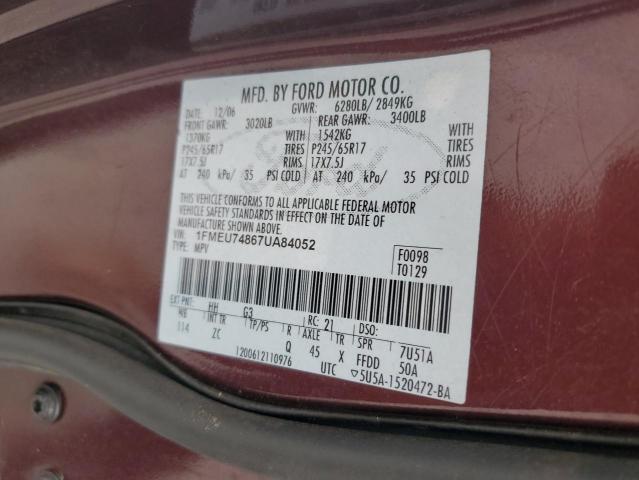 MFD. BY FORD MOTOR CO.
DATE: 12/06 GVWR: 6280LB/ 2849KG
FRONT GAWR: 3020LB REAR GAWR: 3400LB
1370KG WITH 1542KG WITH
P245/65R17 TIRES P245/65R17 TIRES
17X7.5J RIMS 17X7.5J RIMS
AT 240 kPa/ 35 PSI COLD AT 240 kPa/ 35 PSI COLD
THIS VEHICLE CONFORMS TO ALL APPLICABLE FEDERAL MOTOR
VEHICLE SAFETY STANDARDS IN EFFECT ON THE DATE OF
MANUFACTURE SHOWN ABOVE.
VIN: 1FMEU74867UA84052
TYPE: MPV
F0098
T0129
EXT PNT: HH G3 RC: 21 DSO:
WB INT TR TP/PS R AXLE TR SPR 7U51A
114 ZC Q 45 X FFDD 50A
1200612110976 UTC ▽5U5A-1520472-BA